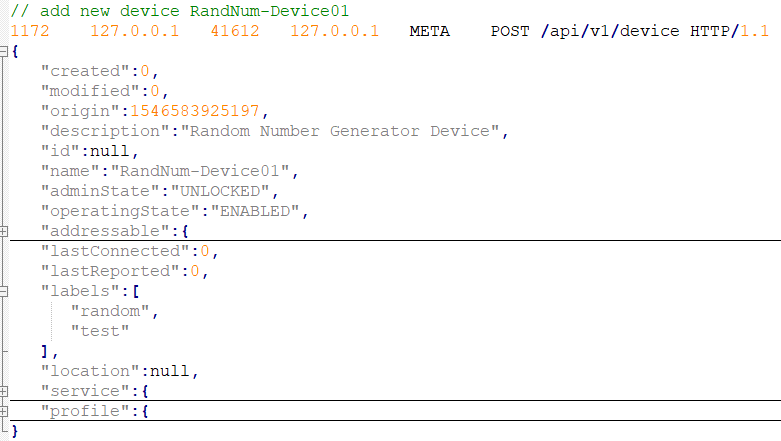 // add new device RandNum-Device01
1172 127.0.0.1 41612 127.0.0.1 META POST /api/v1/device HTTP/1.1
{
"created":0,
"modified":0,
"origin":1546583925197,
"description":"Random Number Generator Device",
"id":null,
"name":"RandNum-Device01",
"adminState":"UNLOCKED",
"operatingState":"ENABLED",
"addressable":{
"lastConnected":0,
"lastReported":0,
"labels":[
"random",
"test"
],
"location":null,
"service":{
"profile":{
}